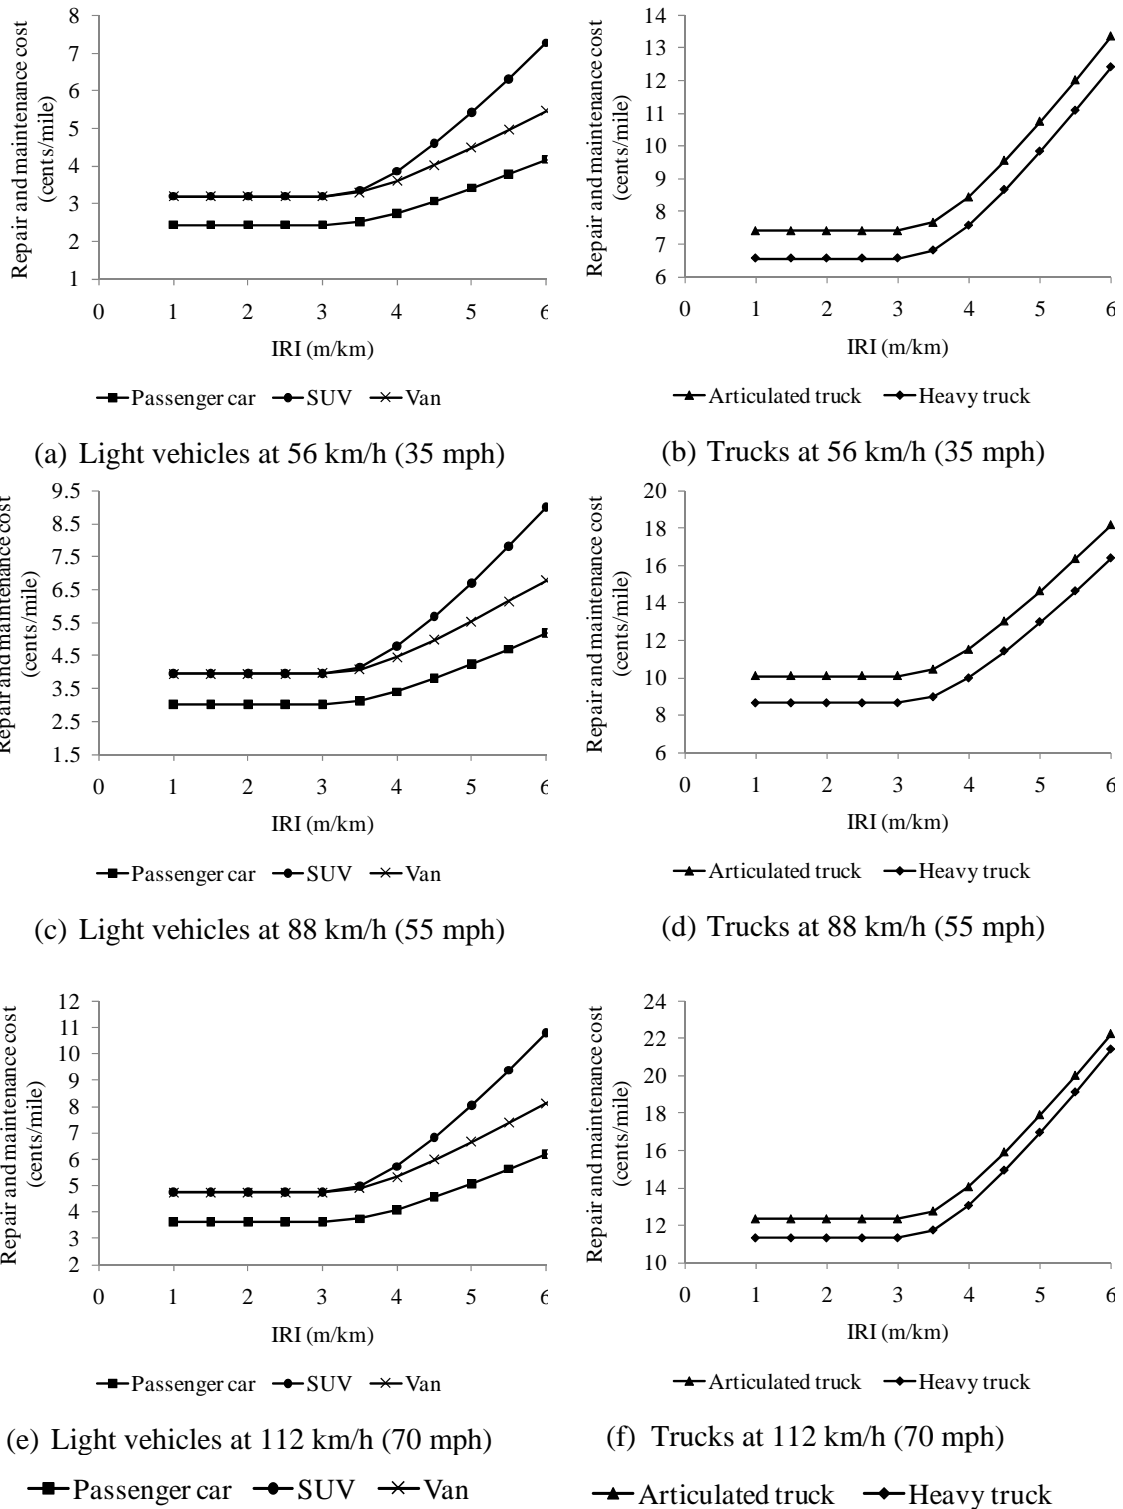 8
7
6
5
4
3
2
1
0 1 2 3 4 5 6
Repair and maintenance cost
(cents/mile)
IRI (m/km)
Passenger car SUV Van
(a) Light vehicles at 56 km/h (35 mph)
14
13
12
11
10
9
8
7
6
0 1 2 3 4 5 6
Repair and maintenance cost
(cents/mile)
IRI (m/km)
Articulated truck Heavy truck
(b) Trucks at 56 km/h (35 mph)
9.5
8.5
7.5
6.5
5.5
4.5
3.5
2.5
1.5
0 1 2 3 4 5 6
Repair and maintenance cost
(cents/mile)
IRI (m/km)
Passenger car SUV Van
(c) Light vehicles at 88 km/h (55 mph)
20
18
16
14
12
10
8
6
0 1 2 3 4 5 6
Repair and maintenance cost
(cents/mile)
IRI (m/km)
Articulated truck Heavy truck
(d) Trucks at 88 km/h (55 mph)
12
11
10
9
8
7
6
5
4
3
2
0 1 2 3 4 5 6
Repair and maintenance cost
(cents/mile)
IRI (m/km)
Passenger car SUV Van
(e) Light vehicles at 112 km/h (70 mph)
Passenger car SUV Van
24
22
20
18
16
14
12
10
0 1 2 3 4 5 6
Repair and maintenance cost
(cents/mile)
IRI (m/km)
Articulated truck Heavy truck
(f) Trucks at 112 km/h (70 mph)
Articulated truck Heavy truck